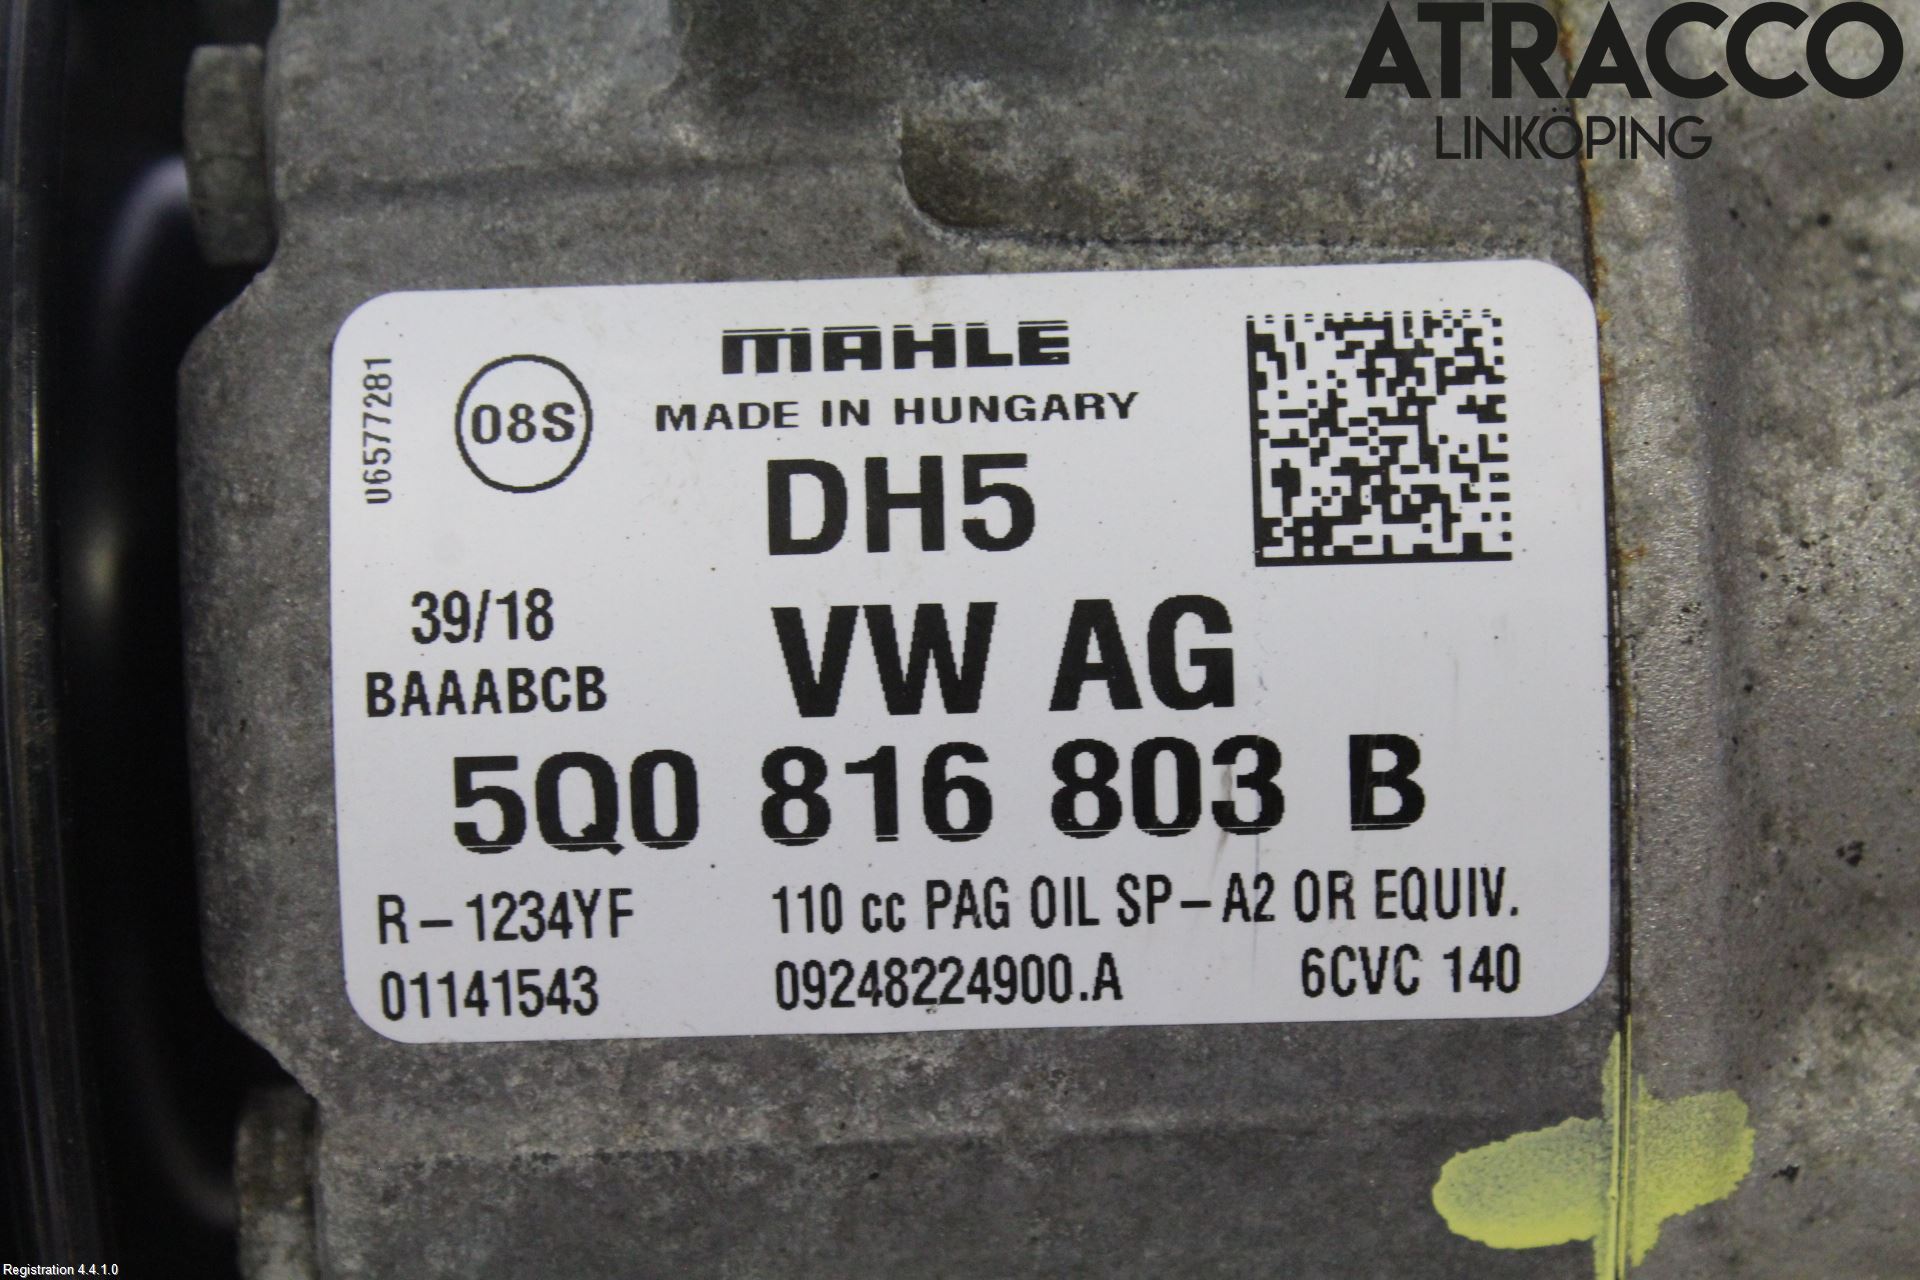 ATRACCO
LINKÖPING
MAHLE
MADE IN HUNGARY
U6577281
08S
DH5
39/18
VW AG
BAAABCB
5Q0 816 803 B
R-1234YF 110 cc PAG OIL SP-A2 OR EQUIV.
01141543 09248224900.A 6CVC 140
Registration 4.4.1.0